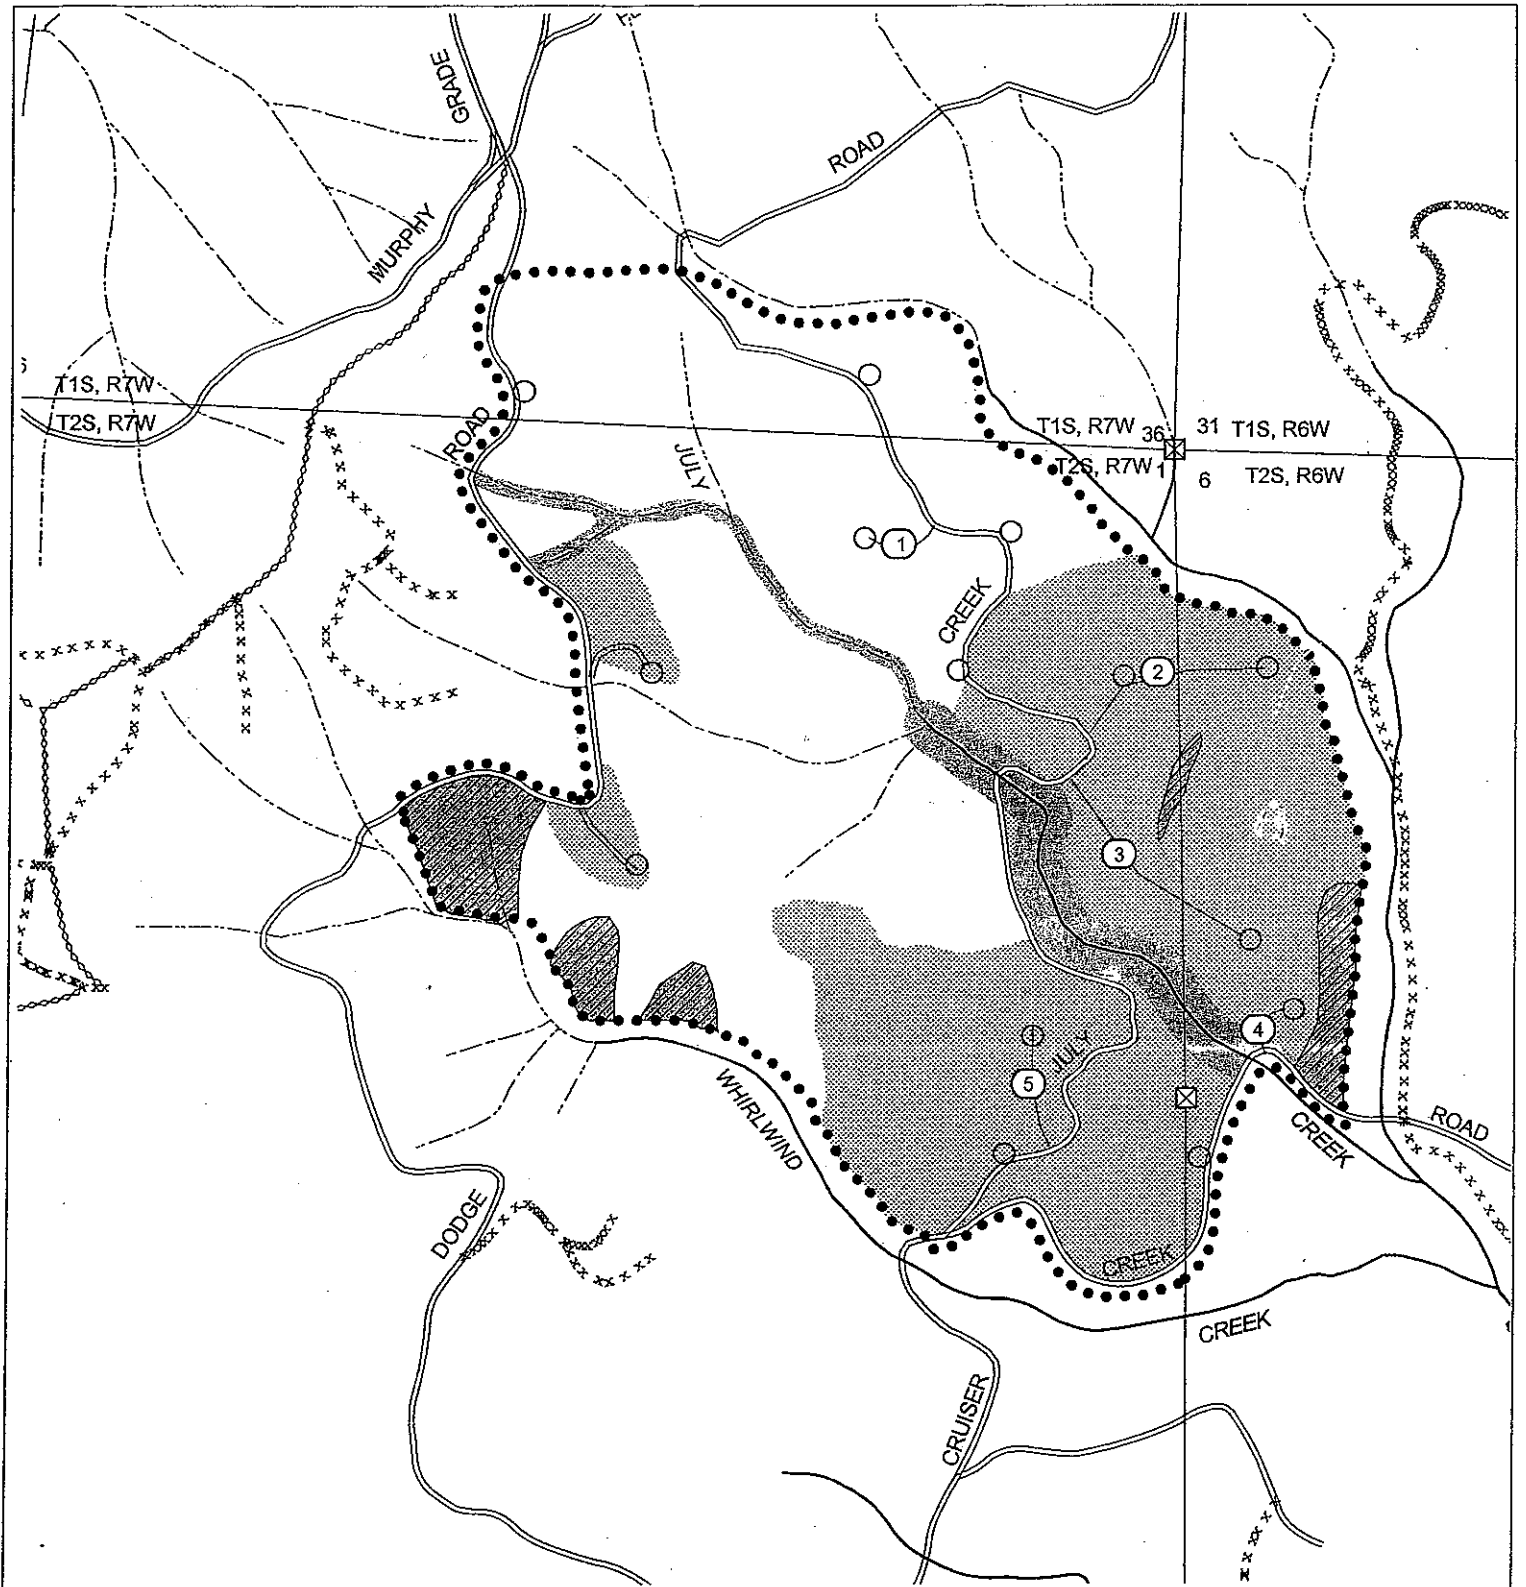 GRADE
ROAD
MURPHY
T1S, R7W
T2S, R7W
ROAD
JULY
T1S, R7W 36
31 T1S, R6W
T2S, R7W 1
6 T2S, R6W
1
CREEK
2
3
4
JULY
5
WHIRLWIND
CREEK
ROAD
DODGE
CREEK
CREEK
CRUISER